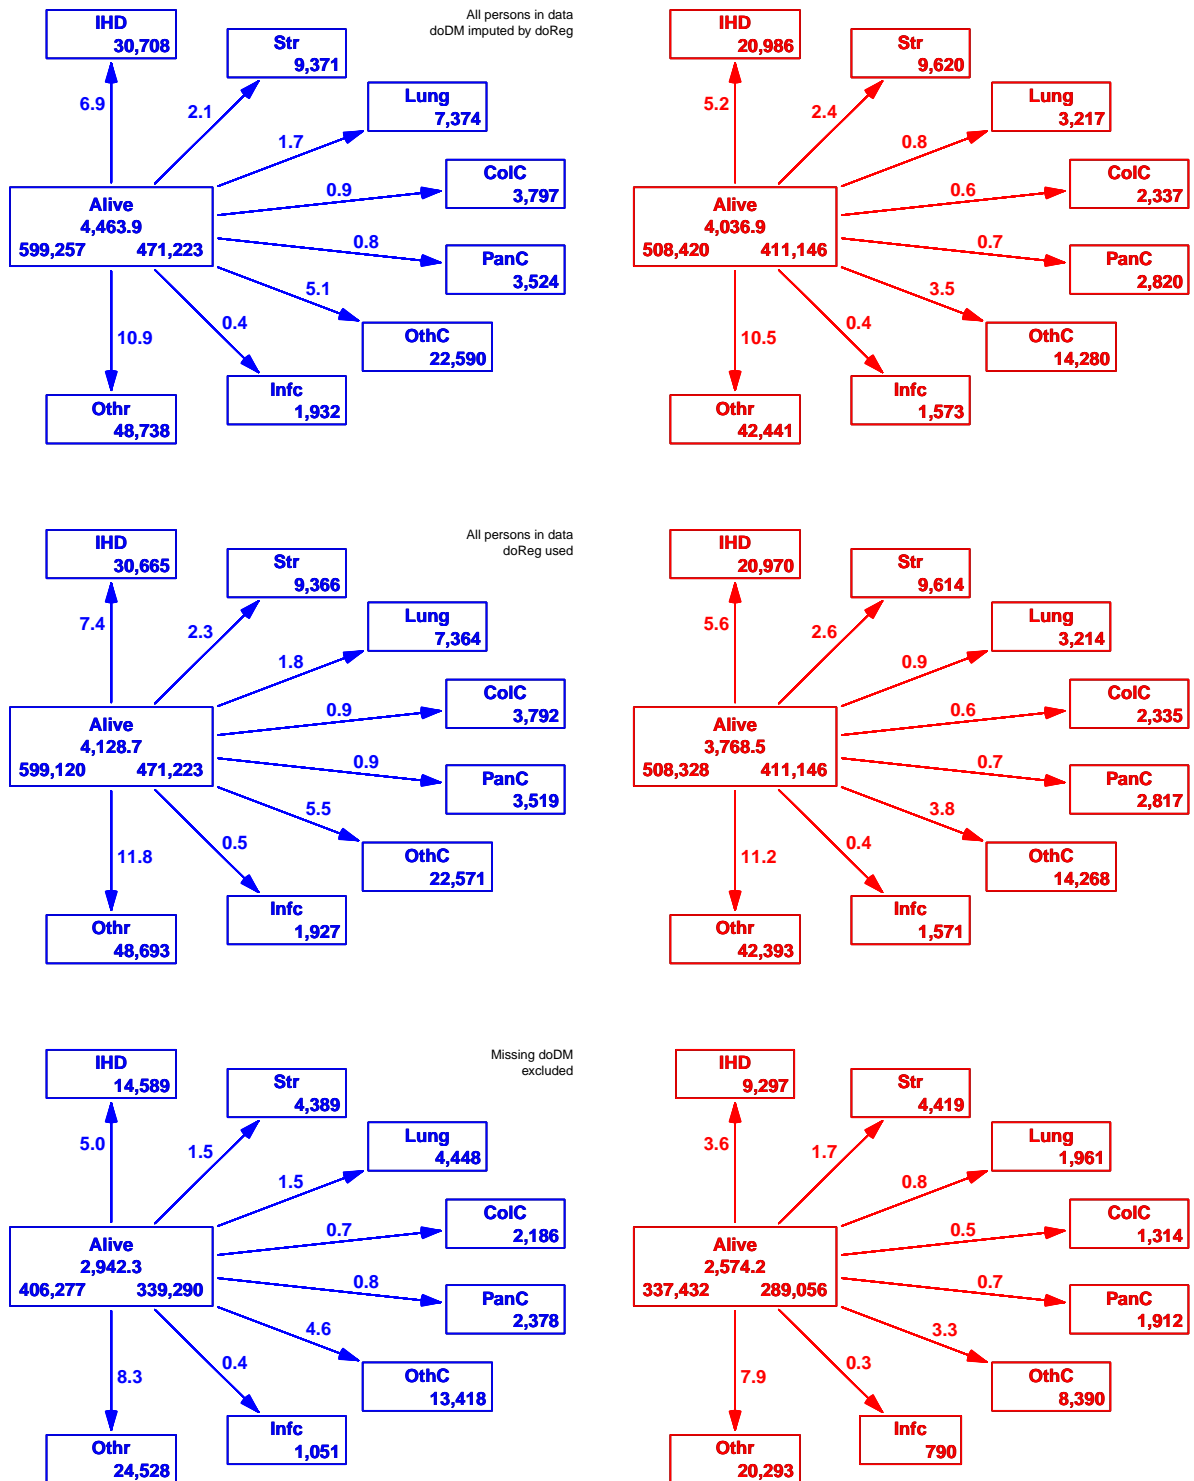 All persons in data
doDM imputed by doReg
IHD
30,708
Str
9,371
Lung
7,374
ColC
3,797
PanC
3,524
OthC
22,590
Infc
1,932
Othr
48,738
Alive
4,463.9
599,257 471,223
6.9
2.1
1.7
0.9
0.8
5.1
0.4
10.9
IHD
20,986
Str
9,620
Lung
3,217
ColC
2,337
PanC
2,820
OthC
14,280
Infc
1,573
Othr
42,441
Alive
4,036.9
508,420 411,146
5.2
2.4
0.8
0.6
0.7
3.5
0.4
10.5
All persons in data
doReg used
IHD
30,665
Str
9,366
Lung
7,364
ColC
3,792
PanC
3,519
OthC
22,571
Infc
1,927
Othr
48,693
Alive
4,128.7
599,120 471,223
7.4
2.3
1.8
0.9
0.9
5.5
0.5
11.8
IHD
20,970
Str
9,614
Lung
3,214
ColC
2,335
PanC
2,817
OthC
14,268
Infc
1,571
Othr
42,393
Alive
3,768.5
508,328 411,146
5.6
2.6
0.9
0.6
0.7
3.8
0.4
11.2
Missing doDM
excluded
IHD
14,589
Str
4,389
Lung
4,448
ColC
2,186
PanC
2,378
OthC
13,418
Infc
1,051
Othr
24,528
Alive
2,942.3
406,277 339,290
5.0
1.5
1.5
0.7
0.8
4.6
0.4
8.3
IHD
9,297
Str
4,419
Lung
1,961
ColC
1,314
PanC
1,912
OthC
8,390
Infc
790
Othr
20,293
Alive
2,574.2
337,432 289,056
3.6
1.7
0.8
0.5
0.7
3.3
0.3
7.9